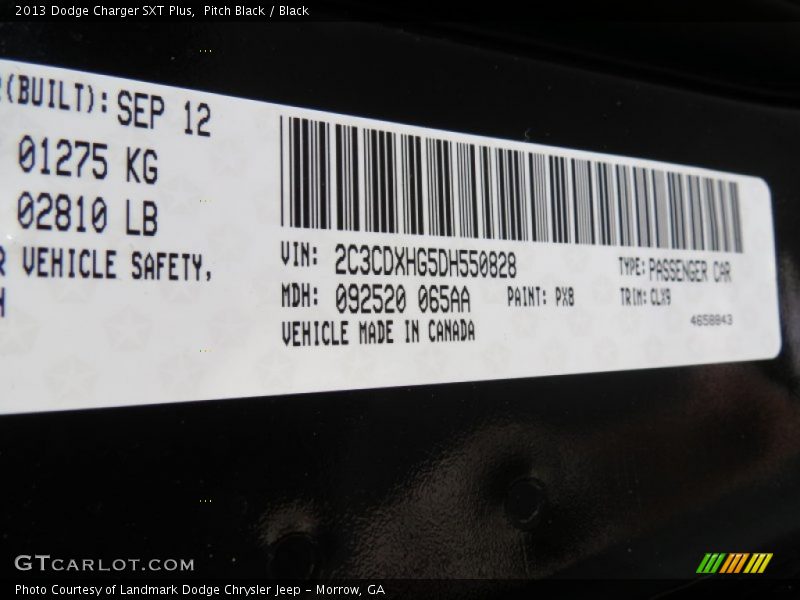 2013 Dodge Charger SXT Plus,  Pitch Black / Black
(BUILT): SEP 12
01275 KG
02810 LB
VEHICLE SAFETY,
VIN: 2C3CDXHG5DH550828
TYPE: PASSENGER CAR
MDH: 092520 065AA
PAINT: PX8
TRIM: CLX9
VEHICLE MADE IN CANADA
4658843
GTCARLOT.COM
Photo Courtesy of Landmark Dodge Chrysler Jeep - Morrow, GA